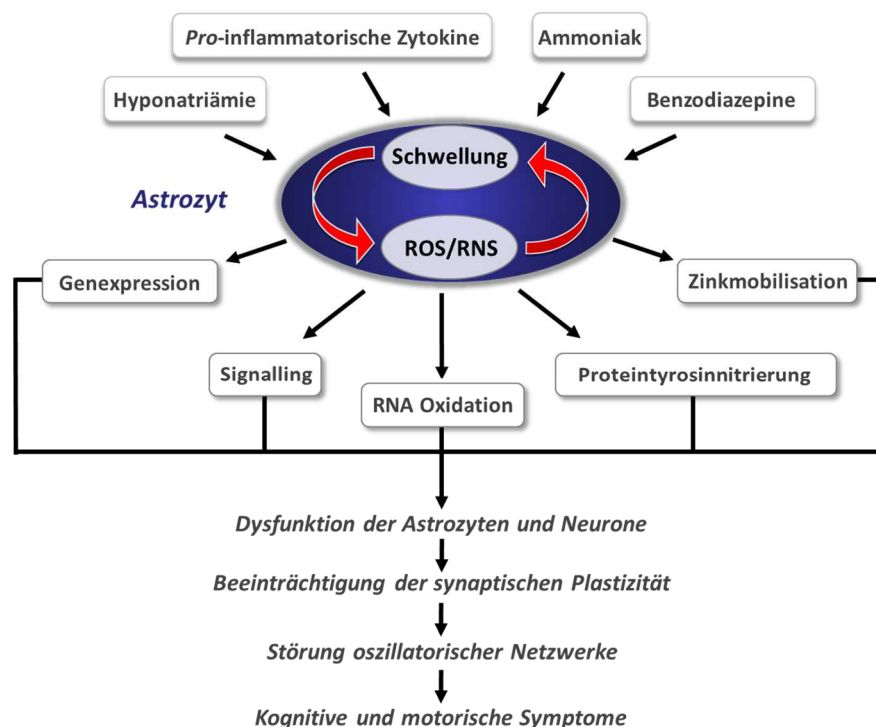 Pro-inflammatorische Zytokine
Ammoniak
Hyponatriämie
Benzodiazepine
Schwellung
Astrozyt
ROS/RNS
Genexpression
Zinkmobilisation
Signalling
RNA Oxidation
Proteintyrosinnitrierung
Dysfunktion der Astrozyten und Neurone
Beeinträchtigung der synaptischen Plastizität
Störung oszillatorischer Netzwerke
Kognitive und motorische Symptome